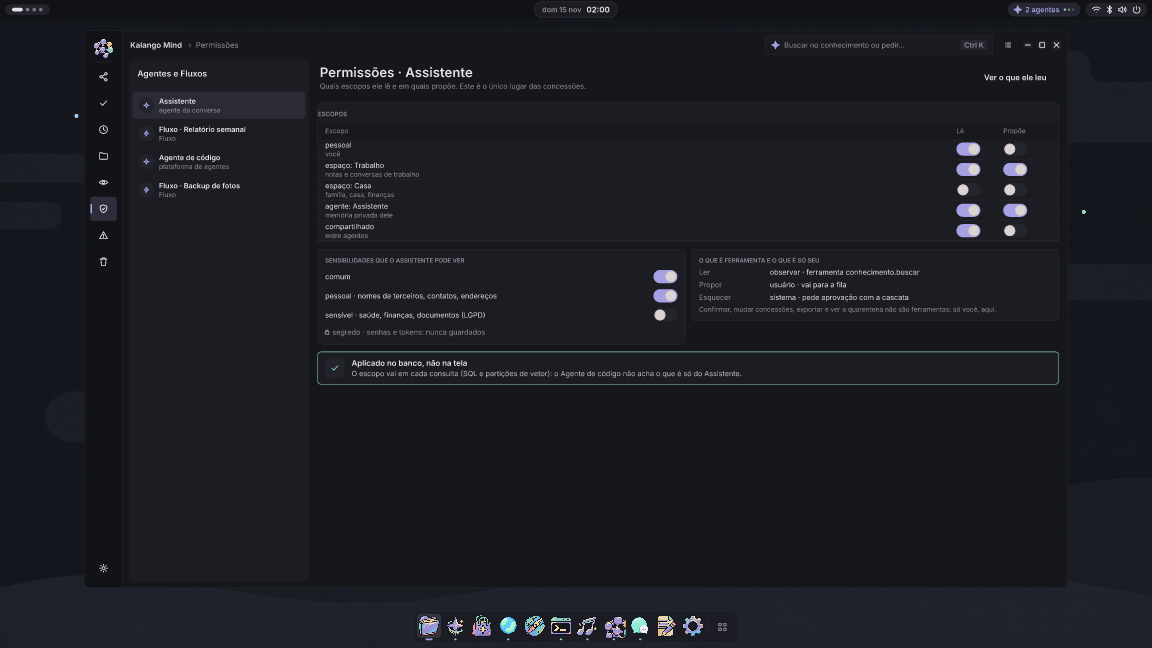 dom 15 nov 02:00
2 agentes
Kalango Mind › Permissões
Buscar no conhecimento ou pedir...
Ctrl K
Agentes e Fluxos
Assistente
agente da conversa
Fluxo · Relatório semanal
Fluxo
Agente de código
plataforma de agentes
Fluxo · Backup de fotos
Fluxo
Permissões · Assistente
Quais escopos ele lê e em quais propõe. Este é o único lugar das concessões.
Ver o que ele leu
ESCOPOS
Escopo Lê Propõe
pessoal
você
espaço: Trabalho
notas e conversas de trabalho
espaço: Casa
família, casa, finanças
agente: Assistente
memória privada dele
compartilhado
entre agentes
SENSIBILIDADES QUE O ASSISTENTE PODE VER
comum
pessoal · nomes de terceiros, contatos, endereços
sensível · saúde, finanças, documentos (LGPD)
segredo · senhas e tokens: nunca guardados
O QUE É FERRAMENTA E O QUE É SÓ SEU
Ler observar · ferramenta conhecimento.buscar
Propor usuário · vai para a fila
Esquecer sistema · pede aprovação com a cascata
Confirmar, mudar concessões, exportar e ver a quarentena não são ferramentas: só você, aqui.
Aplicado no banco, não na tela
O escopo vai em cada consulta (SQL e partições de vetor): o Agente de código não acha o que é só do Assistente.